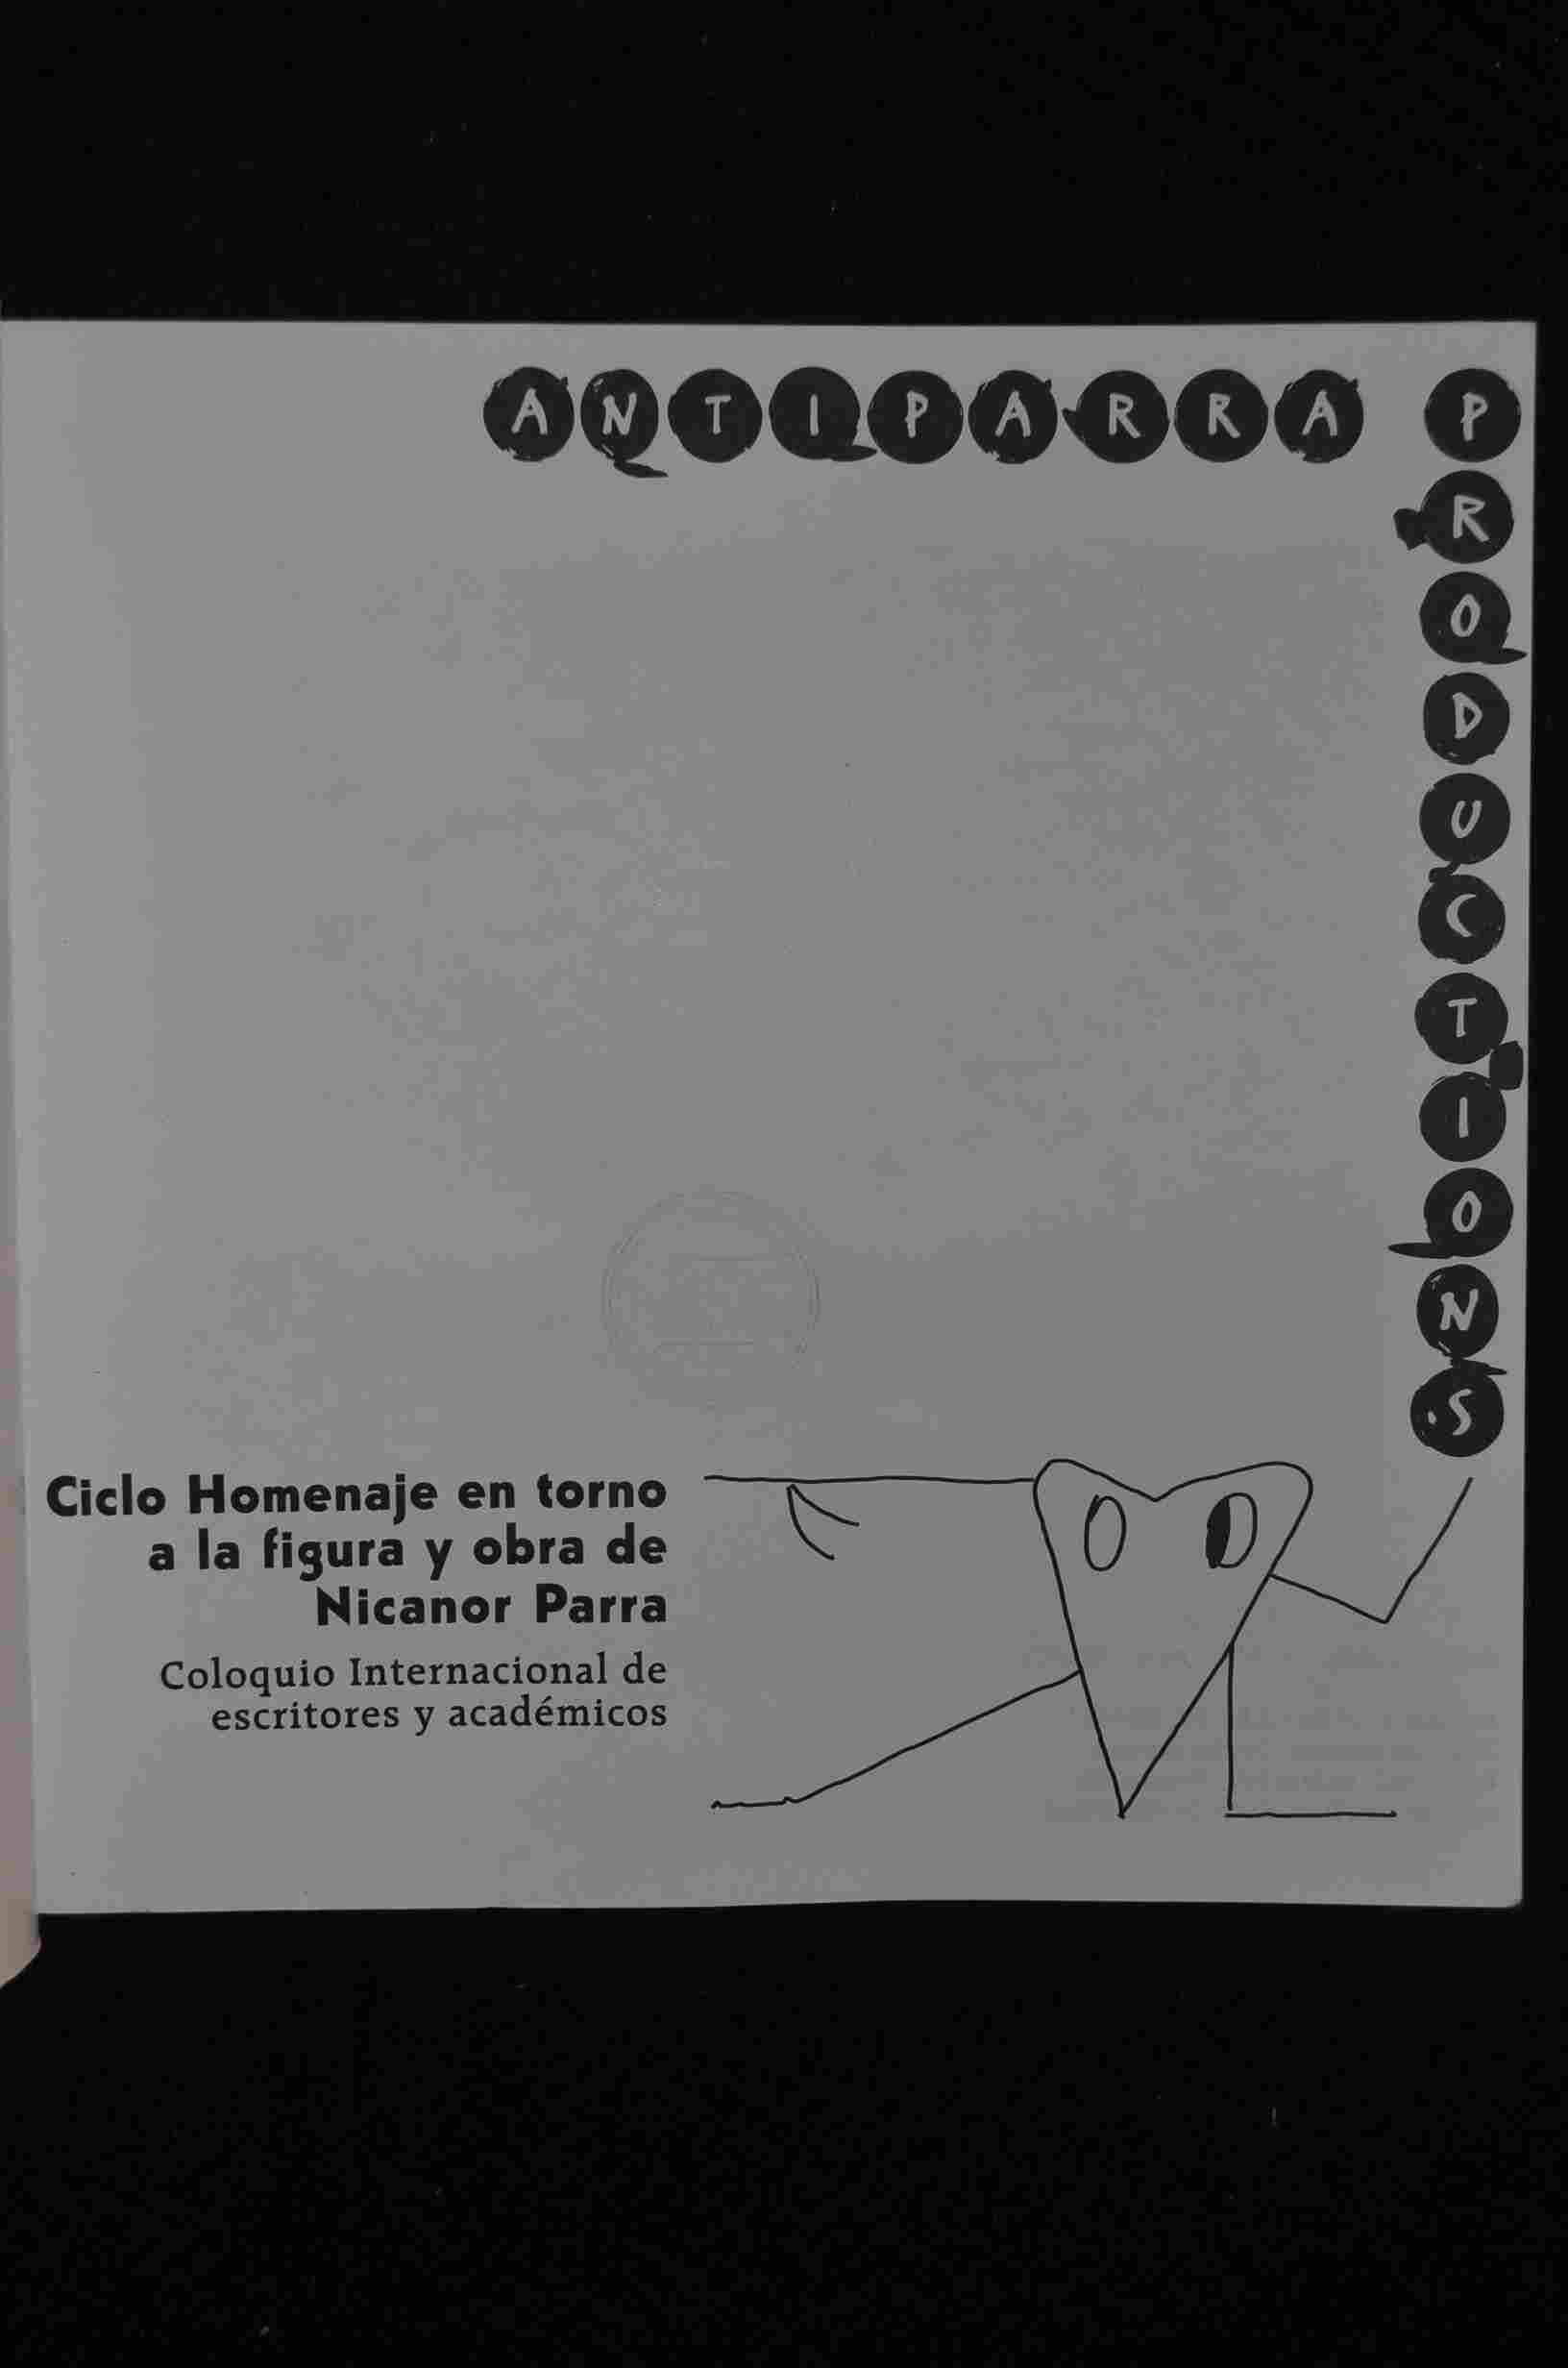 ANTIPARRA PRODUCTIONS
Ciclo Homenaje en torno
a la figura y obra de
Nicanor Parra
Coloquio Internacional de
escritores y académicos